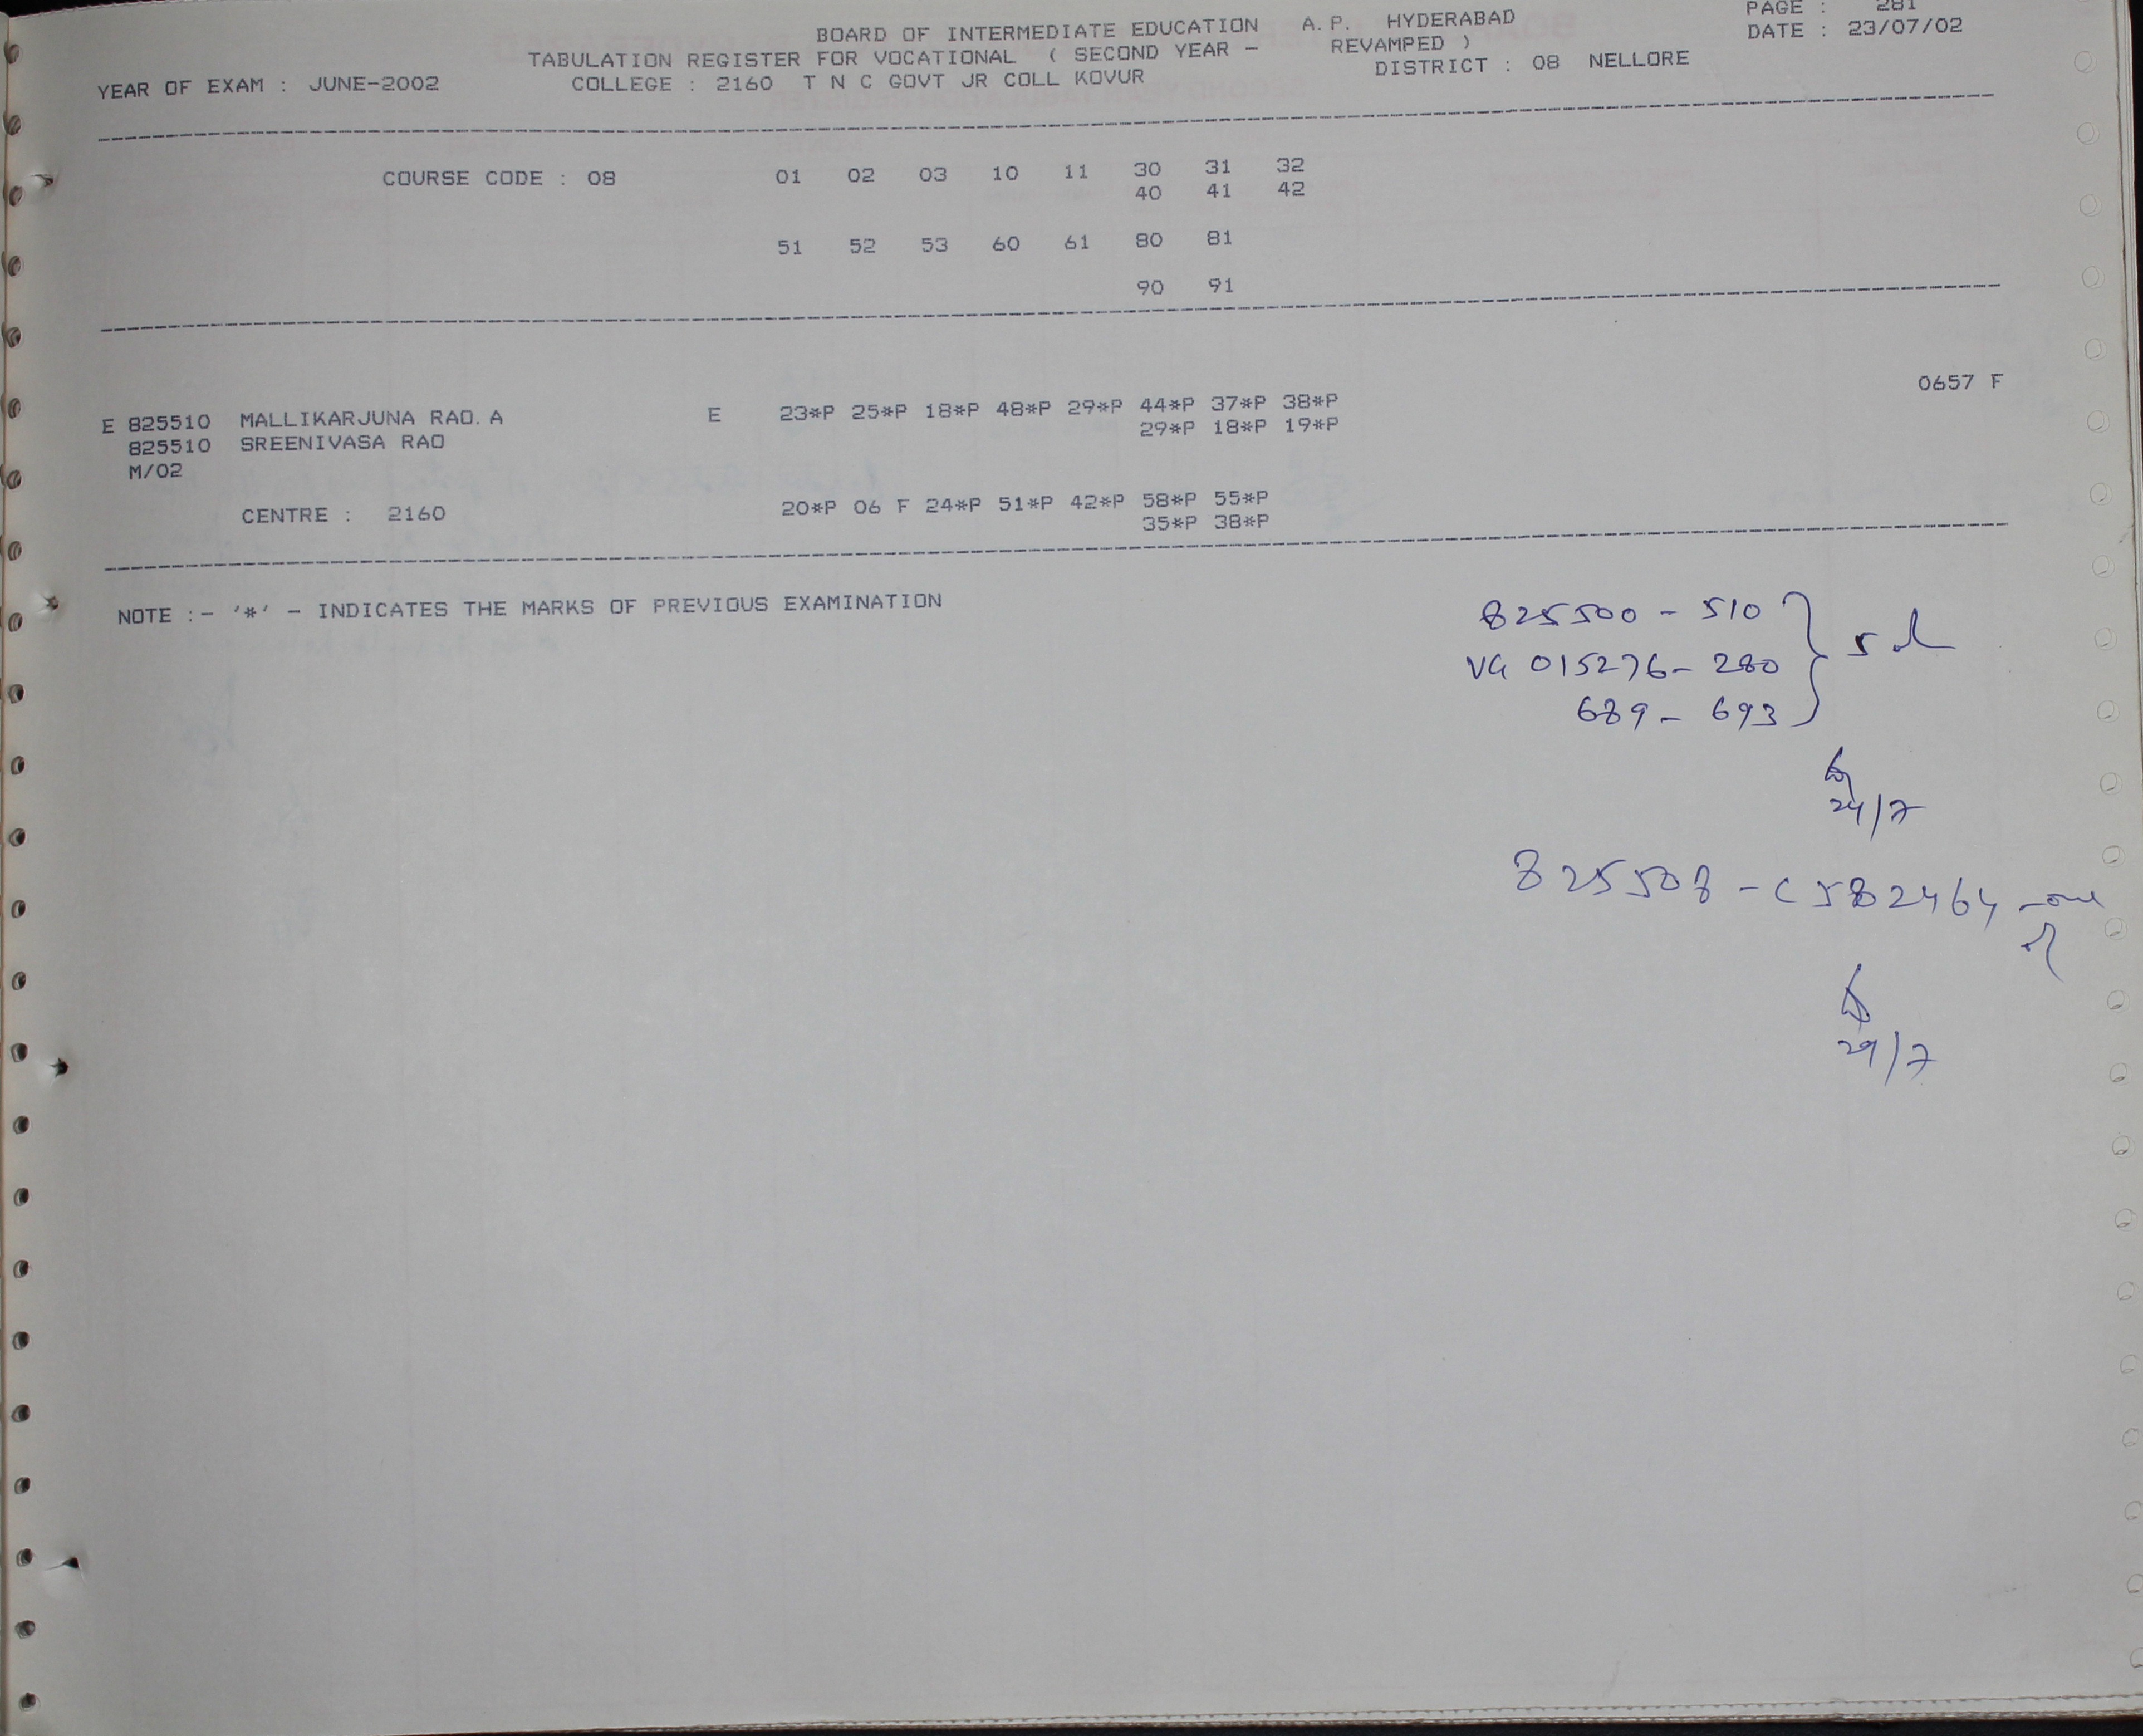 BOARD OF INTERMEDIATE EDUCATION A.P. HYDERABAD PAGE : 281
TABULATION REGISTER FOR VOCATIONAL ( SECOND YEAR - REVAMPED ) DATE : 23/07/02
YEAR OF EXAM : JUNE-2002 COLLEGE : 2160 T N C GOVT JR COLL KOVUR DISTRICT : 08 NELLORE
COURSE CODE : 08 01 02 03 10 11 30 31 32
40 41 42
51 52 53 60 61 80 81
90 91
0657 F
E 825510 MALLIKARJUNA RAO.A E 23*P 25*P 18*P 48*P 29*P 44*P 37*P 38*P
825510 SREENIVASA RAO 29*P 18*P 19*P
M/02
CENTRE : 2160 20*P 06 F 24*P 51*P 42*P 58*P 55*P
35*P 38*P
NOTE :- '*' - INDICATES THE MARKS OF PREVIOUS EXAMINATION
825500 - 510
VG 015276 - 280
689 - 693
24/7
825508 - C582464 - one
29/7